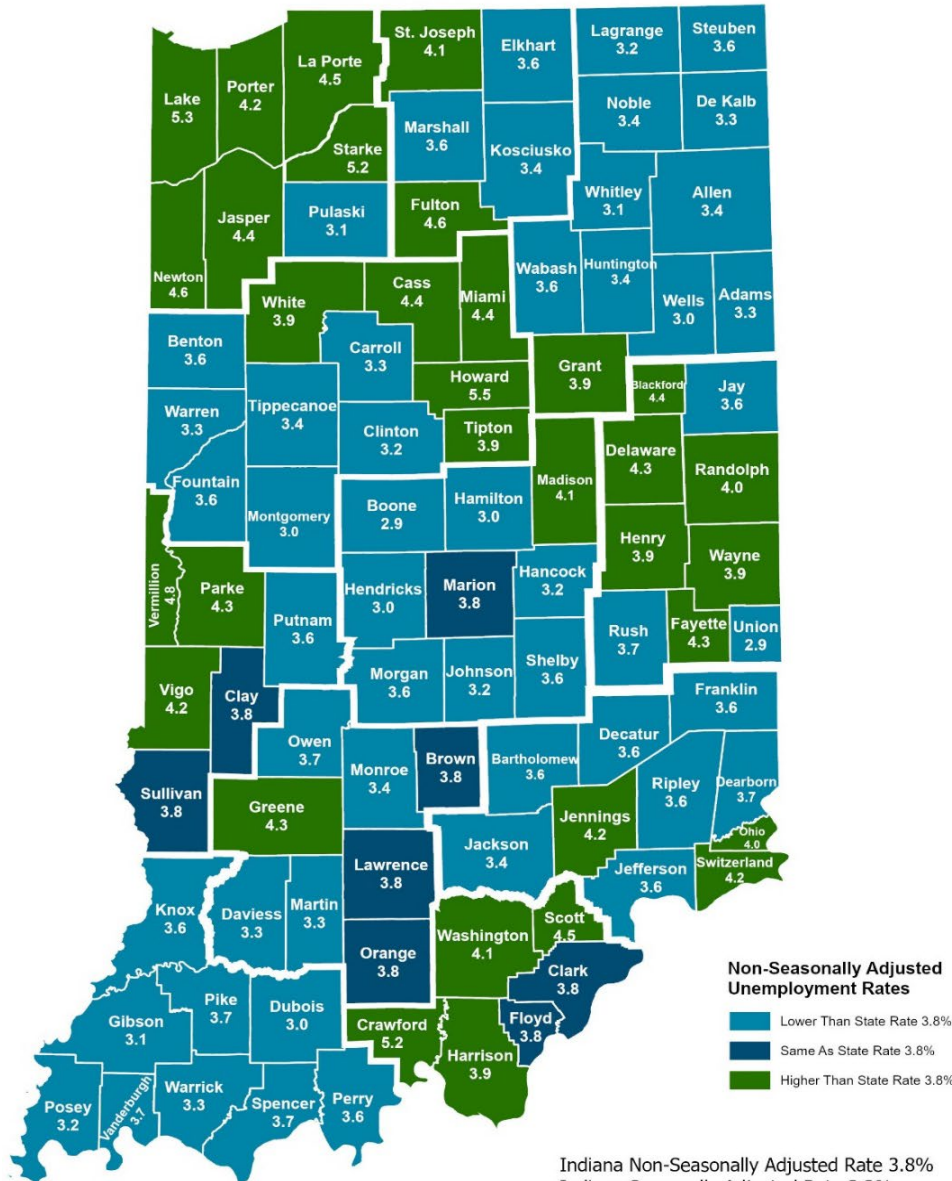 St. Joseph
4.1
Elkhart
3.6
Lagrange
3.2
Steuben
3.6
Lake
5.3
Porter
4.2
La Porte
4.5
Marshall
3.6
Kosciusko
3.4
Noble
3.4
De Kalb
3.3
Starke
5.2
Whitley
3.1
Allen
3.4
Newton
4.6
Jasper
4.4
Pulaski
3.1
Fulton
4.6
Wabash
3.6
Huntington
3.4
Wells
3.0
Adams
3.3
White
3.9
Cass
4.4
Miami
4.4
Benton
3.6
Carroll
3.3
Howard
5.5
Grant
3.9
Blackford
4.4
Jay
3.6
Warren
3.3
Tippecanoe
3.4
Clinton
3.2
Tipton
3.9
Madison
4.1
Delaware
4.3
Randolph
4.0
Fountain
3.6
Montgomery
3.0
Boone
2.9
Hamilton
3.0
Henry
3.9
Wayne
3.9
Vermillion
4.8
Parke
4.3
Putnam
3.6
Hendricks
3.0
Marion
3.8
Hancock
3.2
Rush
3.7
Fayette
4.3
Union
2.9
Vigo
4.2
Clay
3.8
Morgan
3.6
Johnson
3.2
Shelby
3.6
Franklin
3.6
Sullivan
3.8
Owen
3.7
Monroe
3.4
Brown
3.8
Bartholomew
3.6
Decatur
3.6
Ripley
3.6
Dearborn
3.7
Greene
4.3
Jackson
3.4
Jennings
4.2
Ohio
4.0
Switzerland
4.2
Jefferson
3.6
Knox
3.6
Daviess
3.3
Martin
3.3
Lawrence
3.8
Orange
3.8
Washington
4.1
Scott
4.5
Clark
3.8
Floyd
3.8
Gibson
3.1
Pike
3.7
Dubois
3.0
Crawford
5.2
Harrison
3.9
Posey
3.2
Vanderburgh
3.7
Warrick
3.3
Spencer
3.7
Perry
3.6
Non-Seasonally Adjusted
Unemployment Rates
Lower Than State Rate 3.8%
Same As State Rate 3.8%
Higher Than State Rate 3.8%
Indiana Non-Seasonally Adjusted Rate 3.8%